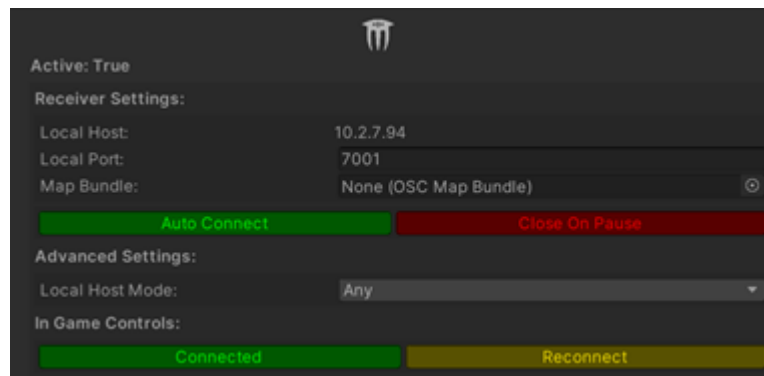 Active: True
Receiver Settings:
Local Host: 10.2.7.94
Local Port: 7001
Map Bundle: None (OSC Map Bundle)
Auto Connect Close On Pause
Advanced Settings:
Local Host Mode: Any
In Game Controls:
Connected Reconnect